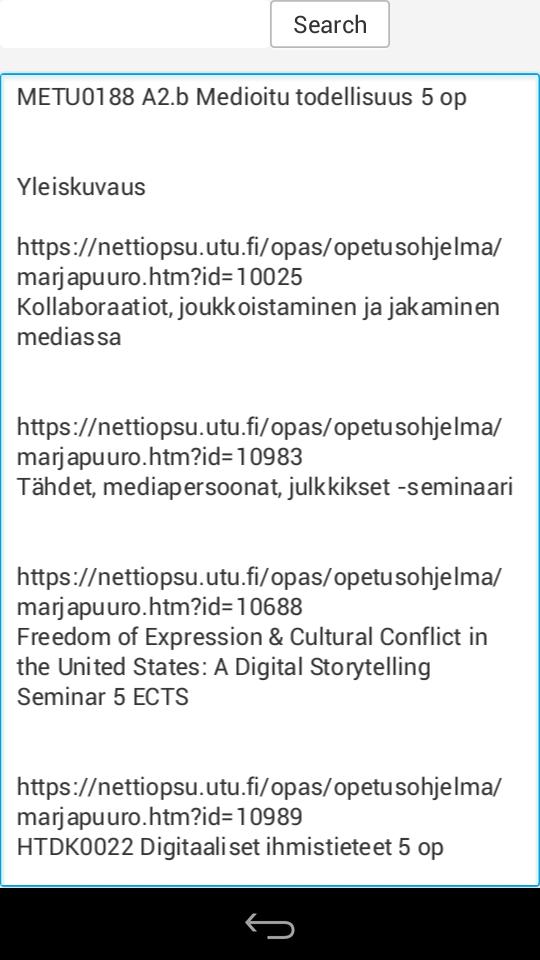 Search
METU0188 A2.b Medioitu todellisuus 5 op
Yleiskuvaus
https://nettiopsu.utu.fi/opas/opetusohjelma/
marjapuuro.htm?id=10025
Kollaboraatiot, joukkoistaminen ja jakaminen
mediassa
https://nettiopsu.utu.fi/opas/opetusohjelma/
marjapuuro.htm?id=10983
Tähdet, mediapersoonat, julkkikset -seminaari
https://nettiopsu.utu.fi/opas/opetusohjelma/
marjapuuro.htm?id=10688
Freedom of Expression & Cultural Conflict in
the United States: A Digital Storytelling
Seminar 5 ECTS
https://nettiopsu.utu.fi/opas/opetusohjelma/
marjapuuro.htm?id=10989
HTDK0022 Digitaaliset ihmistieteet 5 op